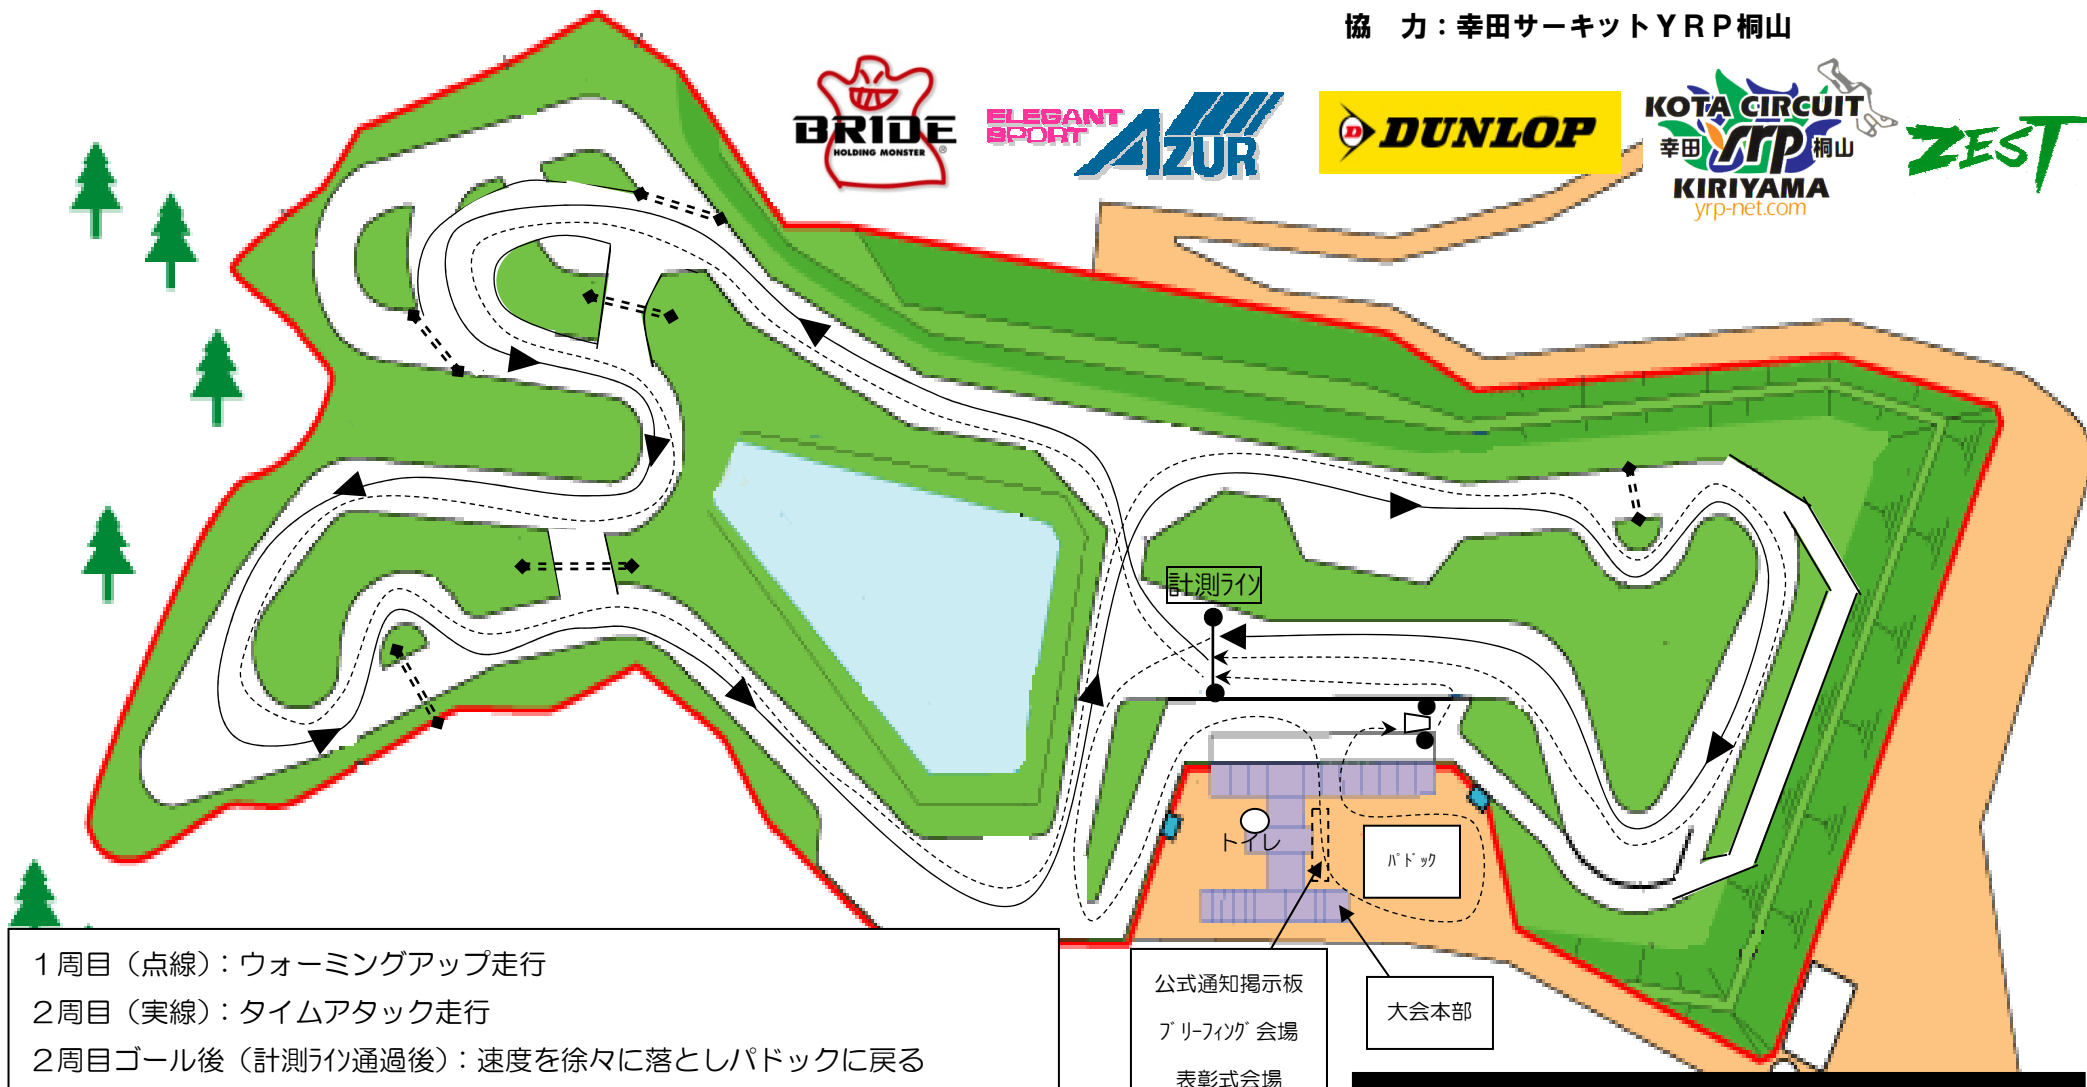 協　力：幸田サーキットＹＲＰ桐山
BRIDE
HOLDING MONSTER
®
ELEGANT
SPORT
AZUR
D DUNLOP
KOTA CIRCUIT
幸田 yrp 桐山
KIRIYAMA
yrp-net.com
ZEST
計測ﾗｲﾝ
トイレ
ﾊﾟﾄﾞｯｸ
１周目（点線）：ウォーミングアップ走行
２周目（実線）：タイムアタック走行
２周目ゴール後（計測ﾗｲﾝ通過後）：速度を徐々に落としパドックに戻る
公式通知掲示板
ﾌﾞﾘｰﾌｨﾝｸﾞ会場
表彰式会場
大会本部